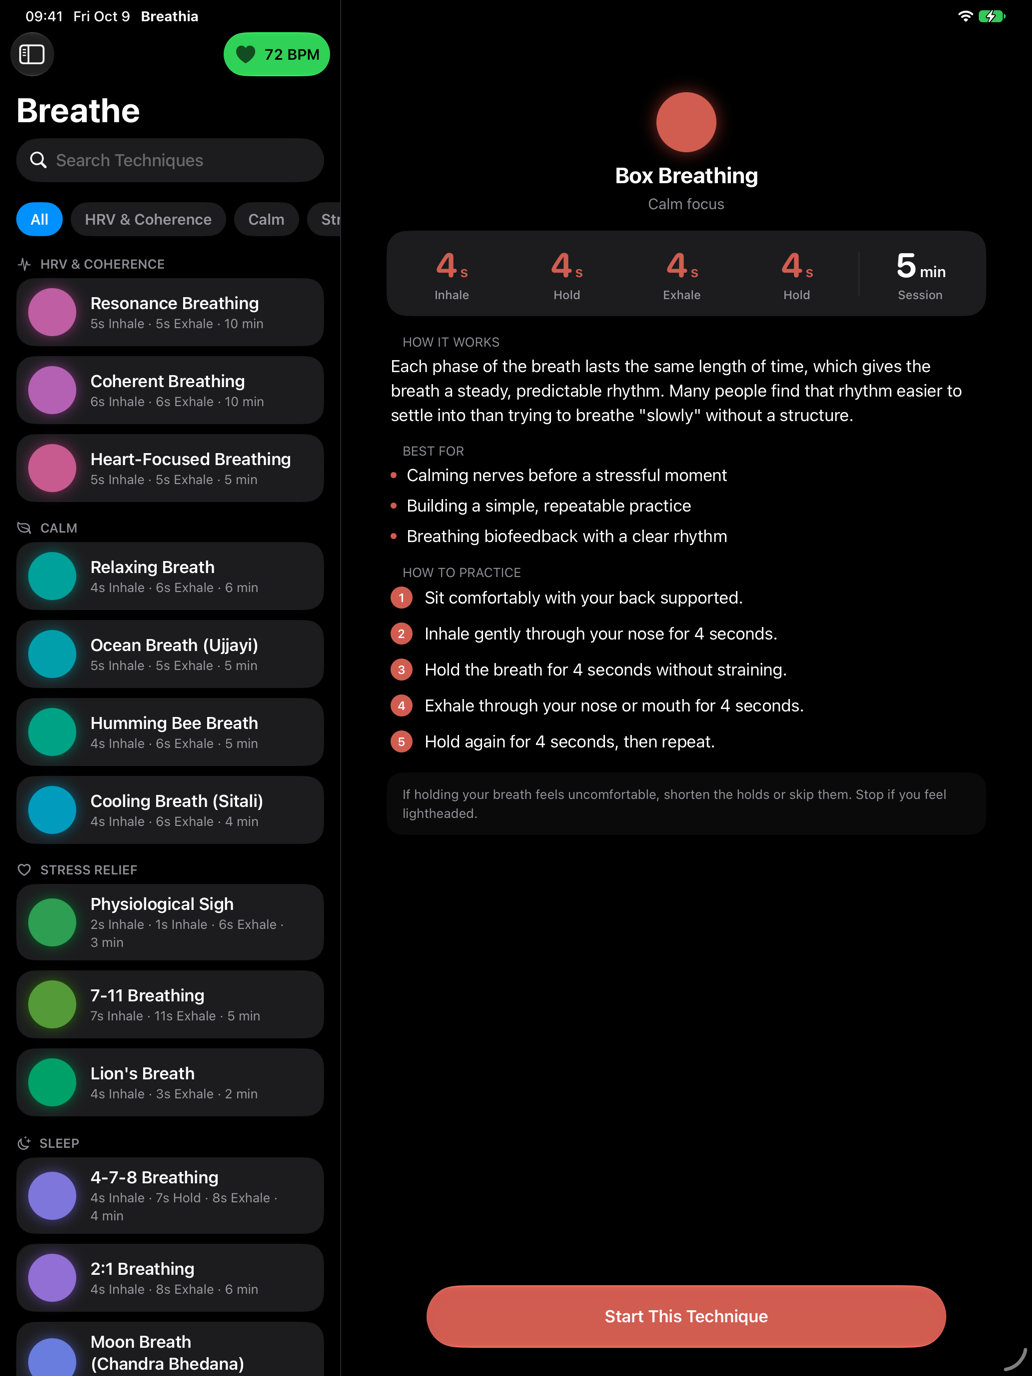 09:41 Fri Oct 9 Breathia
72 BPM
Breathe
Search Techniques
All HRV & Coherence Calm Str
HRV & COHERENCE
Resonance Breathing
5s Inhale · 5s Exhale · 10 min
Coherent Breathing
6s Inhale · 6s Exhale · 10 min
Heart-Focused Breathing
5s Inhale · 5s Exhale · 5 min
CALM
Relaxing Breath
4s Inhale · 6s Exhale · 6 min
Ocean Breath (Ujjayi)
5s Inhale · 5s Exhale · 5 min
Humming Bee Breath
4s Inhale · 6s Exhale · 5 min
Cooling Breath (Sitali)
4s Inhale · 6s Exhale · 4 min
STRESS RELIEF
Physiological Sigh
2s Inhale · 1s Inhale · 6s Exhale ·
3 min
7-11 Breathing
7s Inhale · 11s Exhale · 5 min
Lion's Breath
4s Inhale · 3s Exhale · 2 min
SLEEP
4-7-8 Breathing
4s Inhale · 7s Hold · 8s Exhale ·
4 min
2:1 Breathing
4s Inhale · 8s Exhale · 6 min
Moon Breath
(Chandra Bhedana)
Box Breathing
Calm focus
4 s 4 s 4 s 4 s 5 min
Inhale Hold Exhale Hold Session
HOW IT WORKS
Each phase of the breath lasts the same length of time, which gives the
breath a steady, predictable rhythm. Many people find that rhythm easier to
settle into than trying to breathe "slowly" without a structure.
BEST FOR
• Calming nerves before a stressful moment
• Building a simple, repeatable practice
• Breathing biofeedback with a clear rhythm
HOW TO PRACTICE
1 Sit comfortably with your back supported.
2 Inhale gently through your nose for 4 seconds.
3 Hold the breath for 4 seconds without straining.
4 Exhale through your nose or mouth for 4 seconds.
5 Hold again for 4 seconds, then repeat.
If holding your breath feels uncomfortable, shorten the holds or skip them. Stop if you feel
lightheaded.
Start This Technique